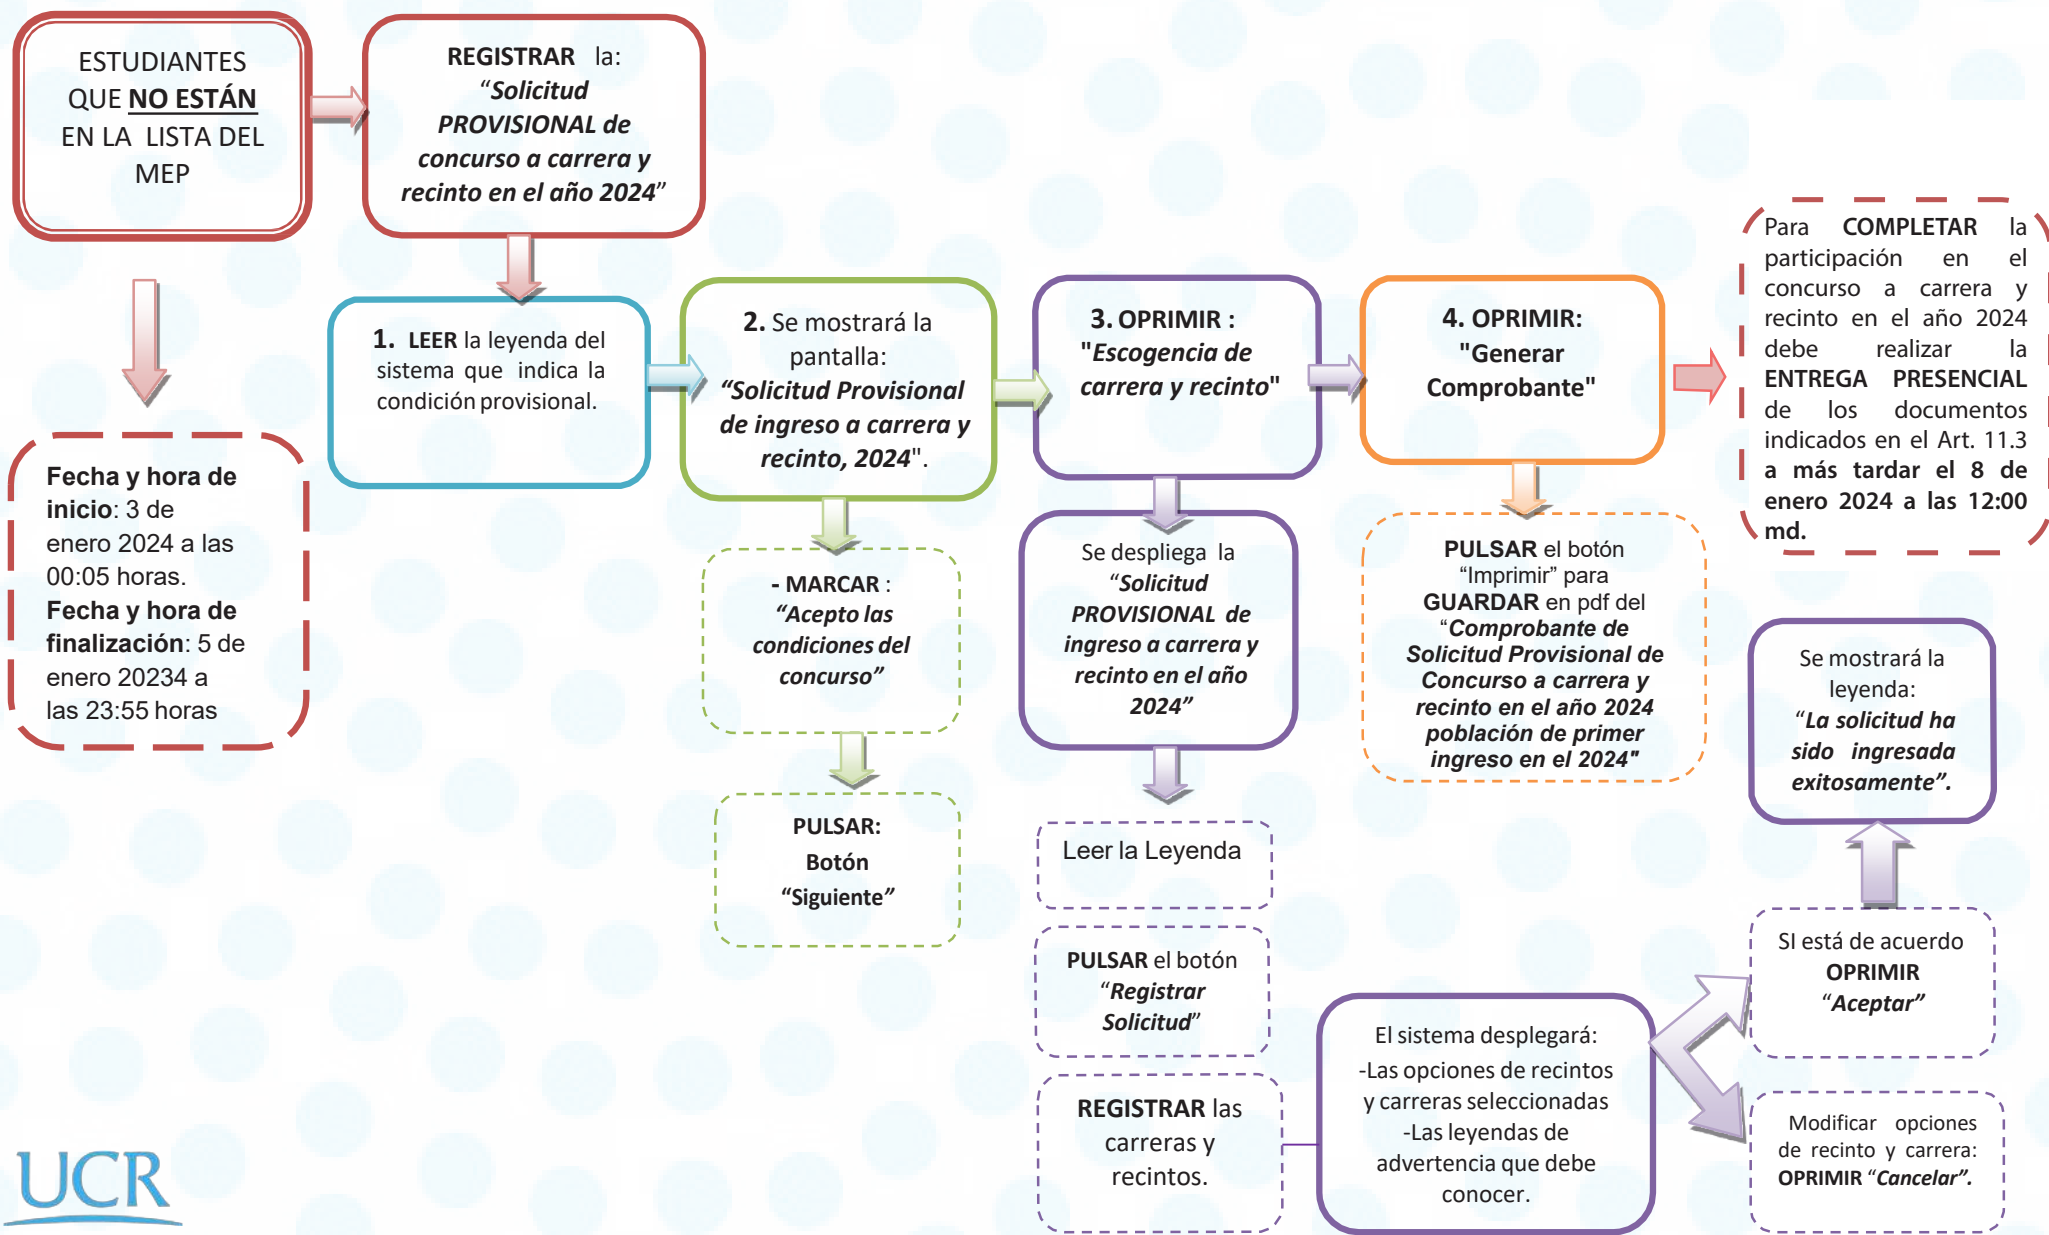 ESTUDIANTES
QUE NO ESTÁN
EN LA LISTA DEL
MEP
REGISTRAR la:
“Solicitud
PROVISIONAL de
concurso a carrera y
recinto en el año 2024”
Fecha y hora de
inicio: 3 de
enero 2024 a las
00:05 horas.
Fecha y hora de
finalización: 5 de
enero 20234 a
las 23:55 horas
1. LEER la leyenda del
sistema que indica la
condición provisional.
2. Se mostrará la
pantalla:
“Solicitud Provisional
de ingreso a carrera y
recinto, 2024".
- MARCAR :
“Acepto las
condiciones del
concurso”
PULSAR:
Botón
“Siguiente”
3. OPRIMIR :
"Escogencia de
carrera y recinto"
Se despliega la
“Solicitud
PROVISIONAL de
ingreso a carrera y
recinto en el año
2024”
Leer la Leyenda
PULSAR el botón
“Registrar
Solicitud”
REGISTRAR las
carreras y
recintos.
El sistema desplegará:
-Las opciones de recintos
y carreras seleccionadas
-Las leyendas de
advertencia que debe
conocer.
SI está de acuerdo
OPRIMIR
“Aceptar”
Modificar opciones
de recinto y carrera:
OPRIMIR “Cancelar”.
Se mostrará la
leyenda:
“La solicitud ha
sido ingresada
exitosamente”.
4. OPRIMIR:
"Generar
Comprobante"
PULSAR el botón
“Imprimir” para
GUARDAR en pdf del
“Comprobante de
Solicitud Provisional de
Concurso a carrera y
recinto en el año 2024
población de primer
ingreso en el 2024"
Para COMPLETAR la
participación en el
concurso a carrera y
recinto en el año 2024
debe realizar la
ENTREGA PRESENCIAL
de los documentos
indicados en el Art. 11.3
a más tardar el 8 de
enero 2024 a las 12:00
md.
UCR